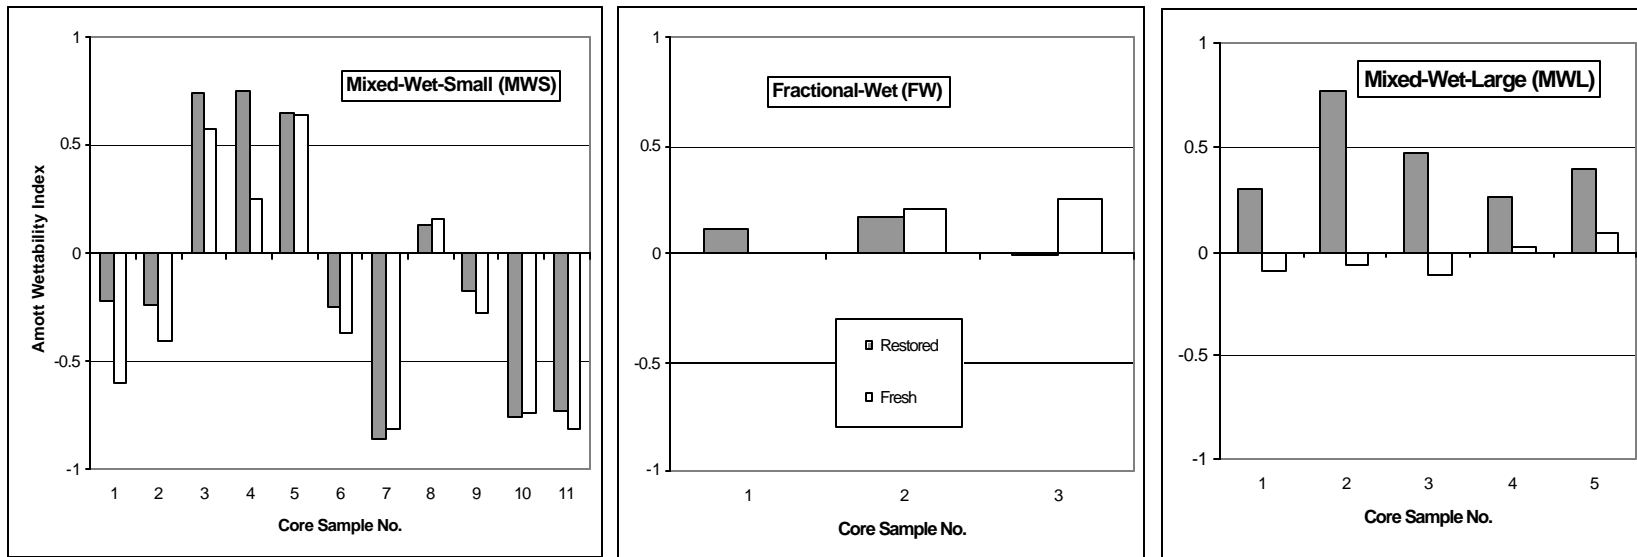 Mixed-Wet-Small (MWS)
Amott Wettability Index
1
0.5
0
-0.5
-1
1 2 3 4 5 6 7 8 9 10 11
Core Sample No.
Fractional-Wet (FW)
1
0.5
0
-0.5
-1
Restored
Fresh
1 2 3
Core Sample No.
Mixed-Wet-Large (MWL)
1
0.5
0
-0.5
-1
1 2 3 4 5
Core Sample No.